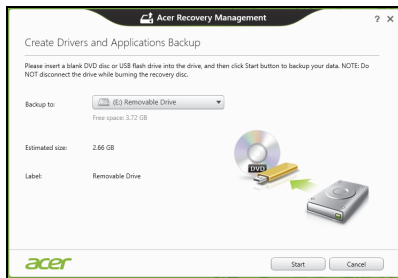 Acer Recovery Management
? X
Create Drivers and Applications Backup
Please insert a blank DVD disc or USB flash drive into the drive, and then click Start button to backup your data. NOTE: Do
NOT disconnect the drive while burning the recovery disc.
Backup to: (E:) Removable Drive
Free space: 3.72 GB
Estimated size: 2.66 GB
DVD
Label: Removable Drive
acer Start Cancel